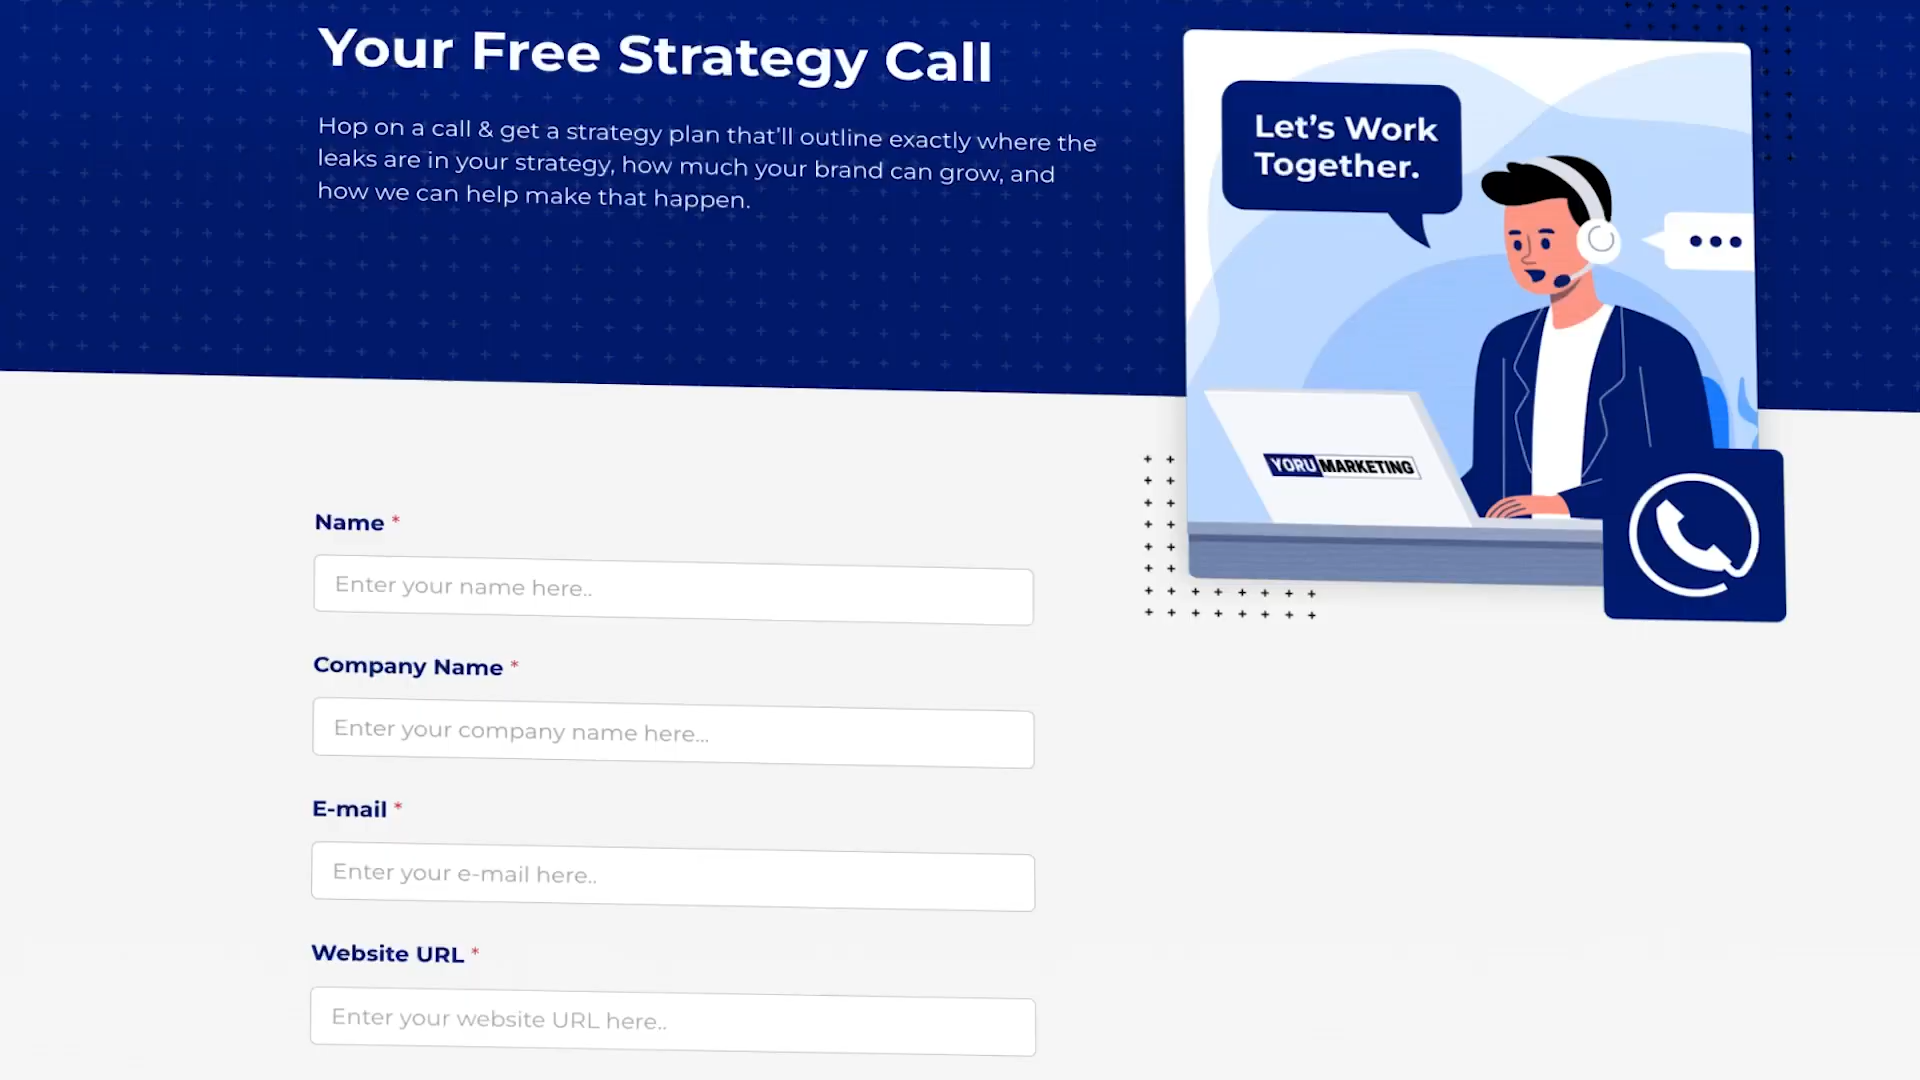 Your Free Strategy Call
Hop on a call & get a strategy plan that'll outline exactly where the
leaks are in your strategy, how much your brand can grow, and
how we can help make that happen.
Let's Work
Together.
YORU MARKETING
Name *
Enter your name here..
Company Name *
Enter your company name here...
E-mail *
Enter your e-mail here..
Website URL *
Enter your website URL here..